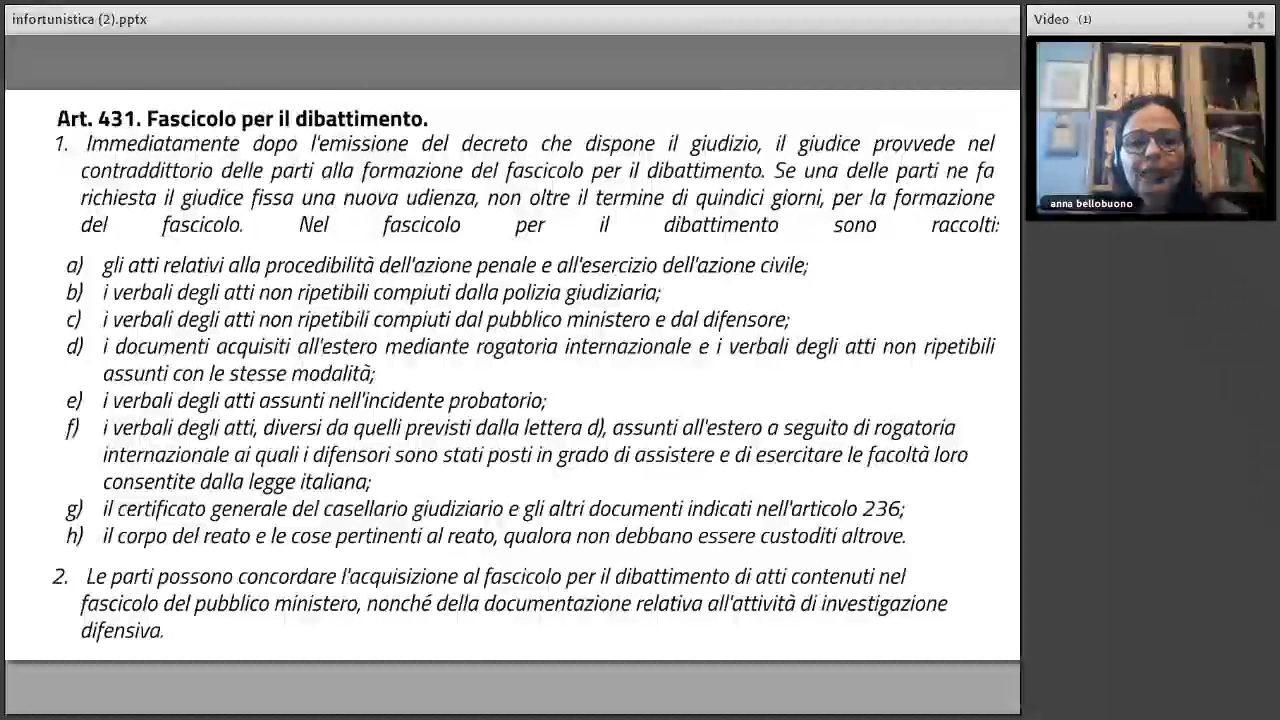 infortunistica (2).pptx
Video (1)
anna bellobuono
Art. 431. Fascicolo per il dibattimento.
1. Immediatamente dopo l'emissione del decreto che dispone il giudizio, il giudice provvede nel
contraddittorio delle parti alla formazione del fascicolo per il dibattimento. Se una delle parti ne fa
richiesta il giudice fissa una nuova udienza, non oltre il termine di quindici giorni, per la formazione
del fascicolo. Nel fascicolo per il dibattimento sono raccolti:
a) gli atti relativi alla procedibilità dell'azione penale e all'esercizio dell'azione civile;
b) i verbali degli atti non ripetibili compiuti dalla polizia giudiziaria;
c) i verbali degli atti non ripetibili compiuti dal pubblico ministero e dal difensore;
d) i documenti acquisiti all'estero mediante rogatoria internazionale e i verbali degli atti non ripetibili
assunti con le stesse modalità;
e) i verbali degli atti assunti nell'incidente probatorio;
f) i verbali degli atti, diversi da quelli previsti dalla lettera d), assunti all'estero a seguito di rogatoria
internazionale ai quali i difensori sono stati posti in grado di assistere e di esercitare le facoltà loro
consentite dalla legge italiana;
g) il certificato generale del casellario giudiziario e gli altri documenti indicati nell'articolo 236;
h) il corpo del reato e le cose pertinenti al reato, qualora non debbano essere custoditi altrove.
2. Le parti possono concordare l'acquisizione al fascicolo per il dibattimento di atti contenuti nel
fascicolo del pubblico ministero, nonché della documentazione relativa all'attività di investigazione
difensiva.